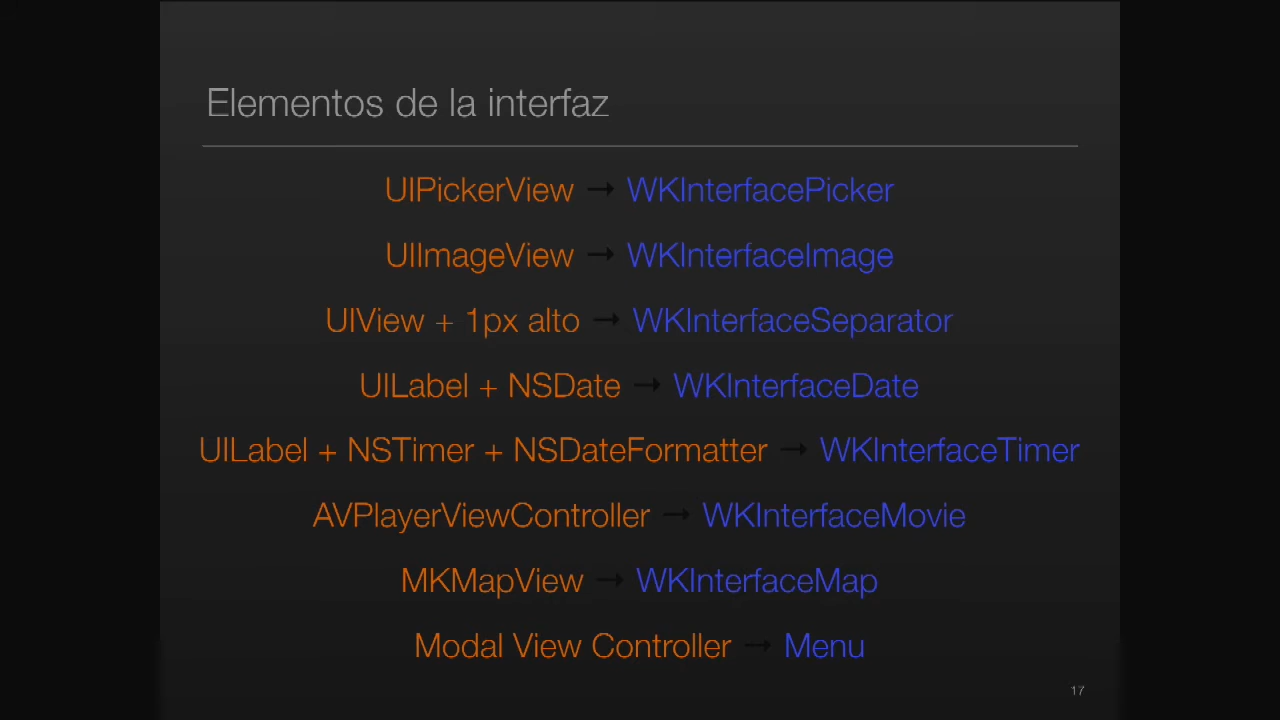 Elementos de la interfaz
UIPickerView → WKInterfacePicker
UIImageView → WKInterfaceImage
UIView + 1px alto → WKInterfaceSeparator
UILabel + NSDate → WKInterfaceDate
UILabel + NSTimer + NSDateFormatter → WKInterfaceTimer
AVPlayerViewController → WKInterfaceMovie
MKMapView → WKInterfaceMap
Modal View Controller → Menu
17